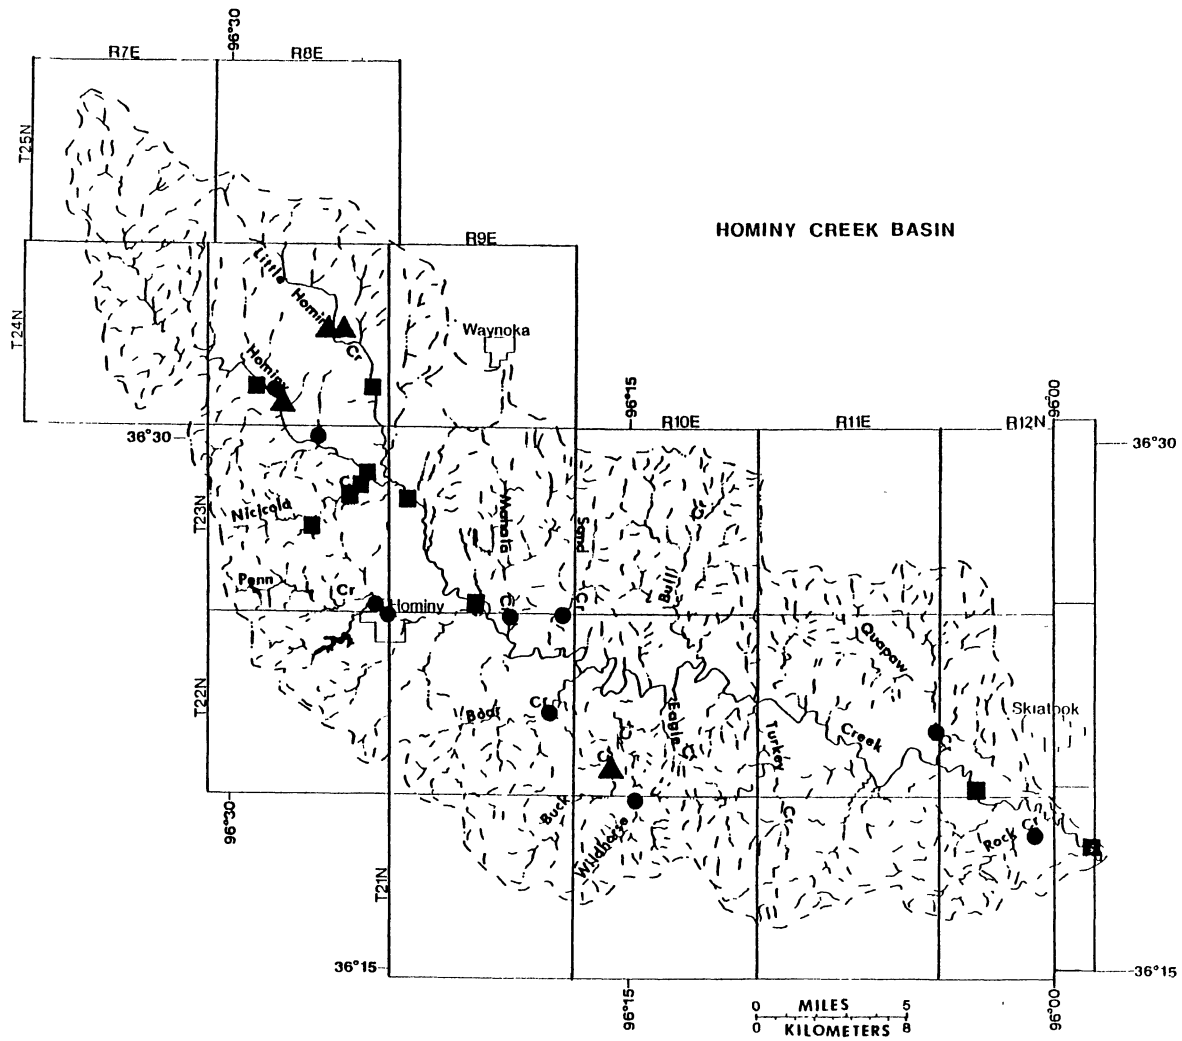 96°30
R7E
R8E
T25N
HOMINY CREEK BASIN
R9E
Little
Hominy
Cr
T24N
Waynoka
Hominy
96°15
96°00
R10E
R11E
R12N
36°30
36°30
Cr
T23N
Mahala
Sand
Cr
Bull
Penn
Cr
Hominy
Cr
Cr
Quapaw
T22N
Boar
Cr
Eagle
Cr
Cr
Cr
Skiatook
Turkey
Creek
Buck
Wildhorse
Cr
Rock Cr
96°30
T21N
36°15
36°15
96°15
96°00
0 MILES 5
0 KILOMETERS 8